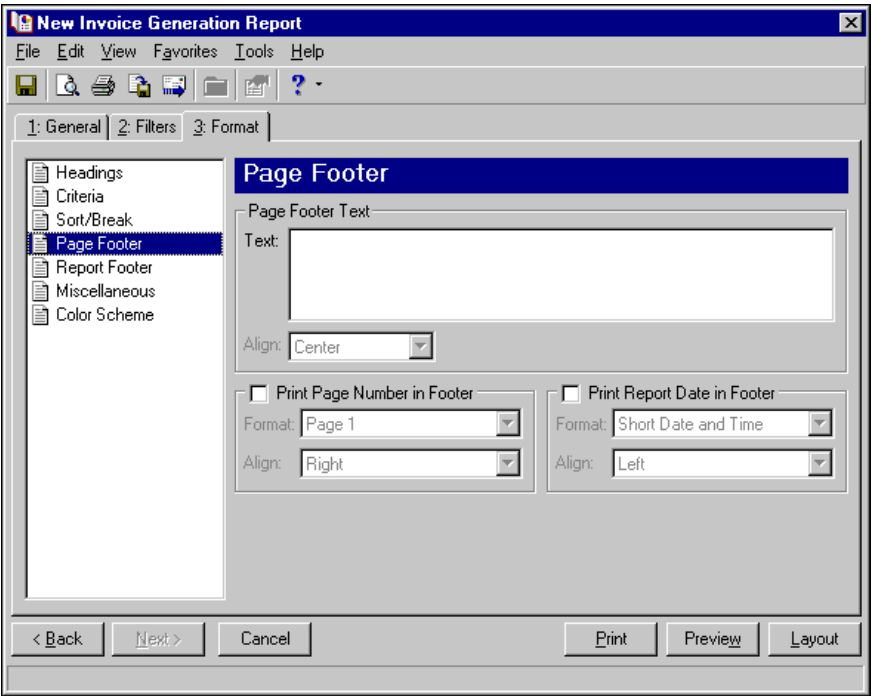 New Invoice Generation Report
File Edit View Favorites Tools Help
?
1: General 2: Filters 3: Format
Headings
Criteria
Sort/Break
Page Footer
Report Footer
Miscellaneous
Color Scheme
Page Footer
Page Footer Text
Text:
Align: Center
Print Page Number in Footer
Format: Page 1
Align: Right
Print Report Date in Footer
Format: Short Date and Time
Align: Left
< Back Next > Cancel Print Preview Layout